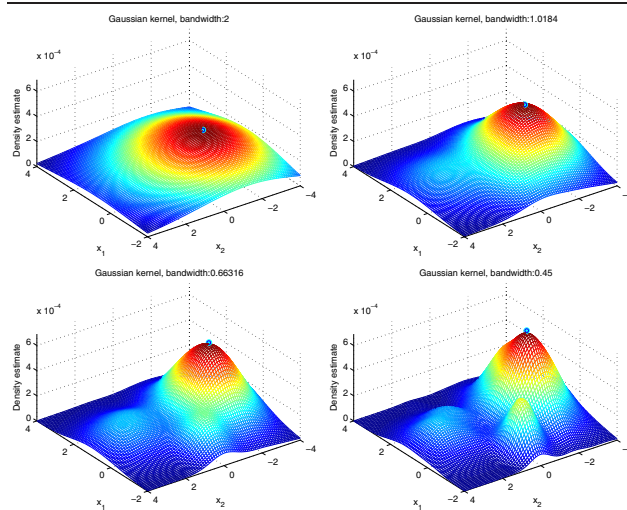 Gaussian kernel, bandwidth:2
x 10⁻⁴
6
4
2
0
Density estimate
4
2
0
−2
x₁
4
2
0
−2
−4
x₂
Gaussian kernel, bandwidth:1.0184
x 10⁻⁴
6
4
2
0
Density estimate
4
2
0
−2
x₁
4
2
0
−2
x₂
Gaussian kernel, bandwidth:0.66316
x 10⁻⁴
6
4
2
0
Density estimate
4
2
0
−2
x₁
4
2
0
−2
−4
x₂
Gaussian kernel, bandwidth:0.45
x 10⁻⁴
6
4
2
0
Density estimate
4
2
0
−2
x₁
4
2
0
−2
x₂